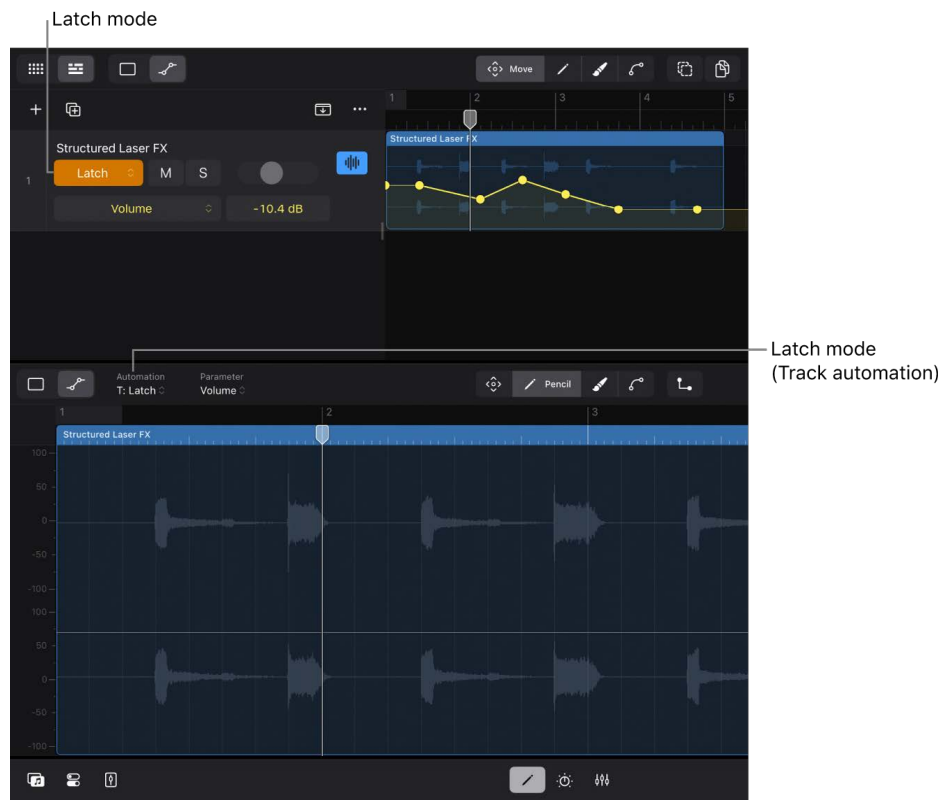 Latch mode
Move
1 2 3 4 5
Structured Laser FX
Structured Laser FX
1 Latch M S
Volume -10.4 dB
Latch mode
(Track automation)
Automation Parameter
T: Latch Volume
Pencil
1 2 3
Structured Laser FX
100
50
0
-50
-100
100
50
0
-50
-100